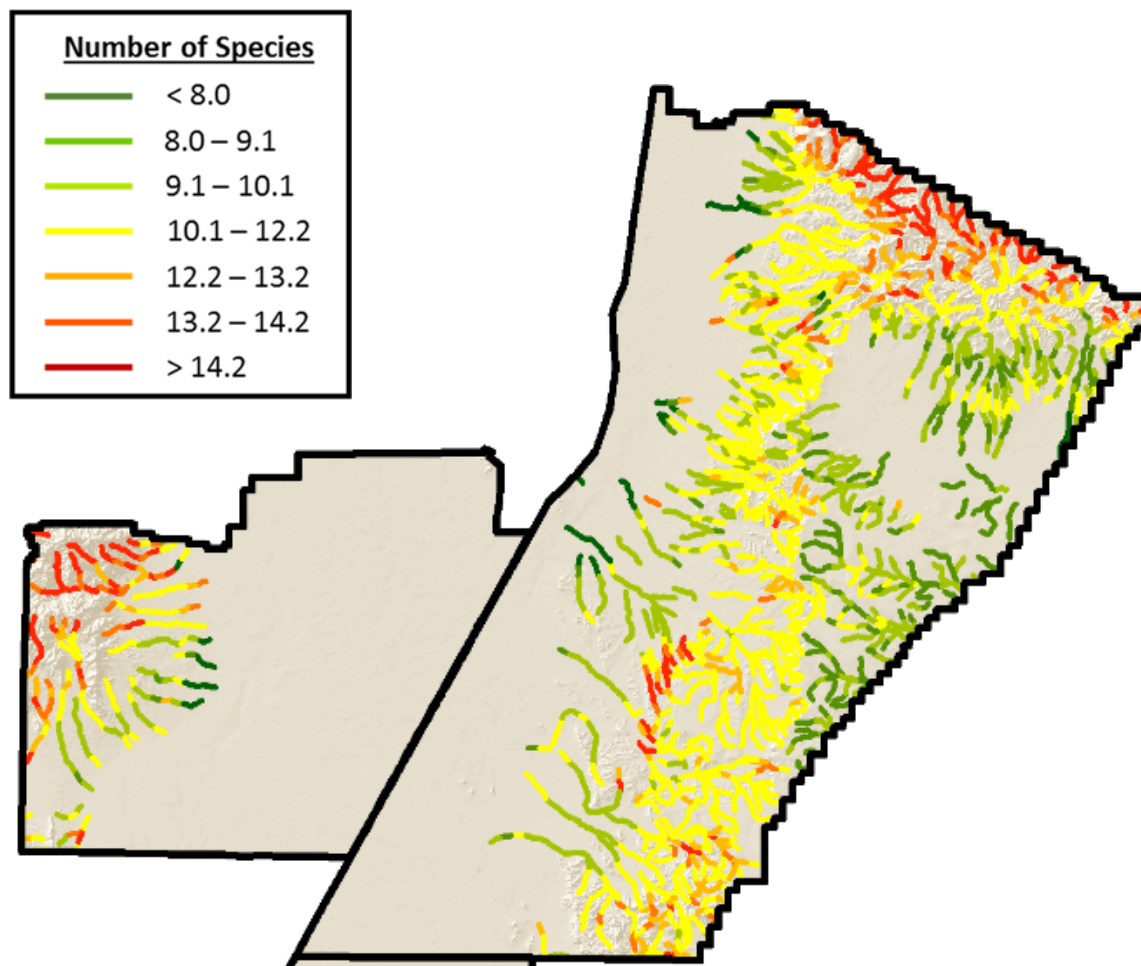 Number of Species
< 8.0
8.0 – 9.1
9.1 – 10.1
10.1 – 12.2
12.2 – 13.2
13.2 – 14.2
> 14.2